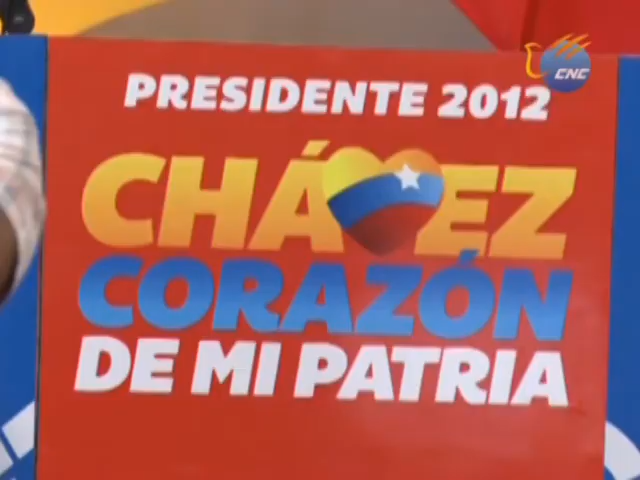 CNC
PRESIDENTE 2012
CHÁVEZ
CORAZÓN
DE MI PATRIA